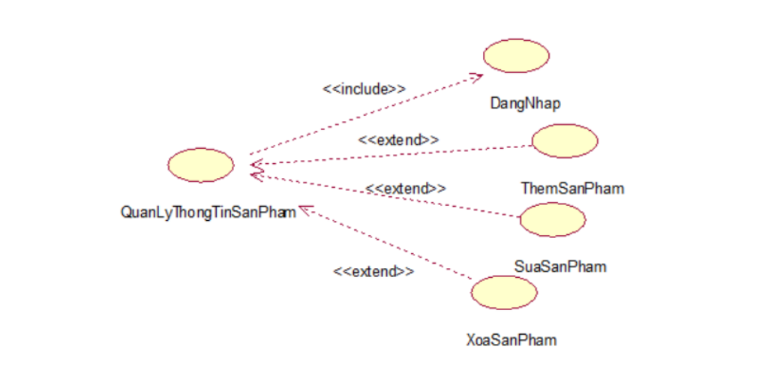 <<include>>
DangNhap
<<extend>>
ThemSanPham
<<extend>>
QuanLyThongTinSanPham
SuaSanPham
<<extend>>
XoaSanPham